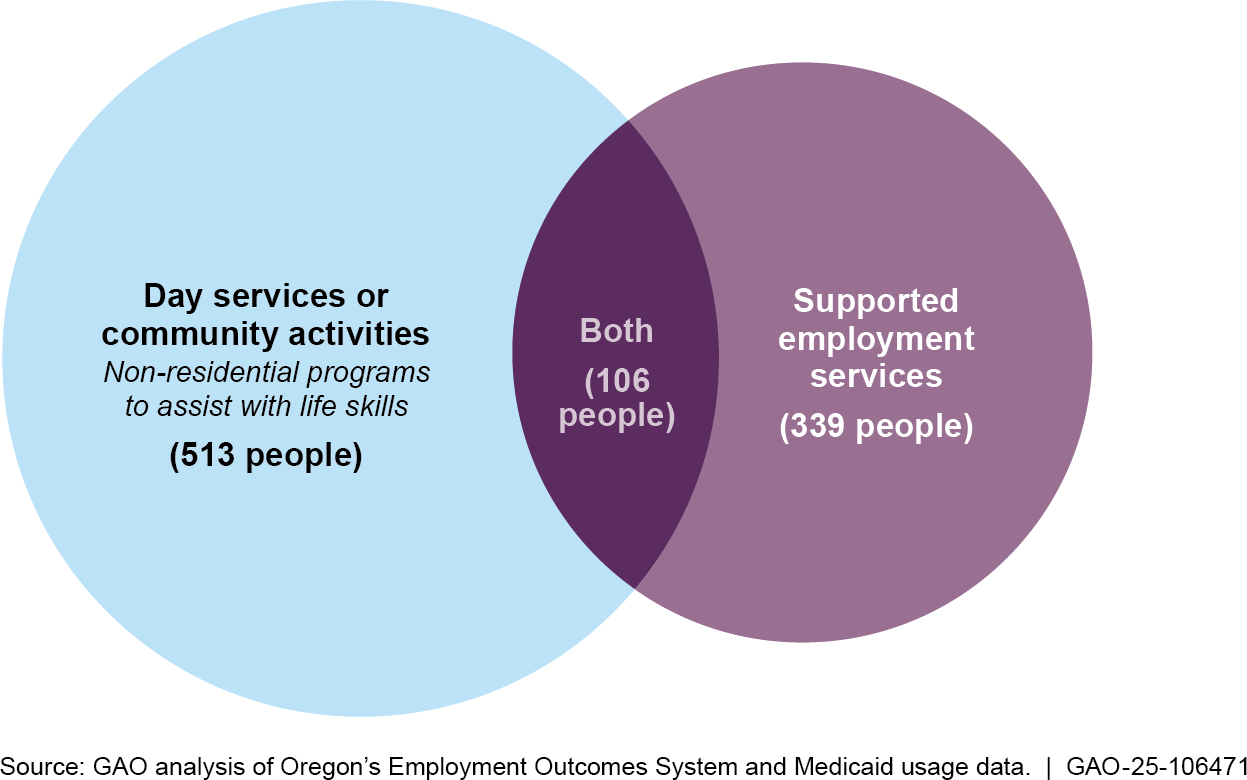 Day services or
community activities
Non-residential programs
to assist with life skills
(513 people)
Both
(106
people)
Supported
employment
services
(339 people)
Source: GAO analysis of Oregon’s Employment Outcomes System and Medicaid usage data. | GAO-25-106471